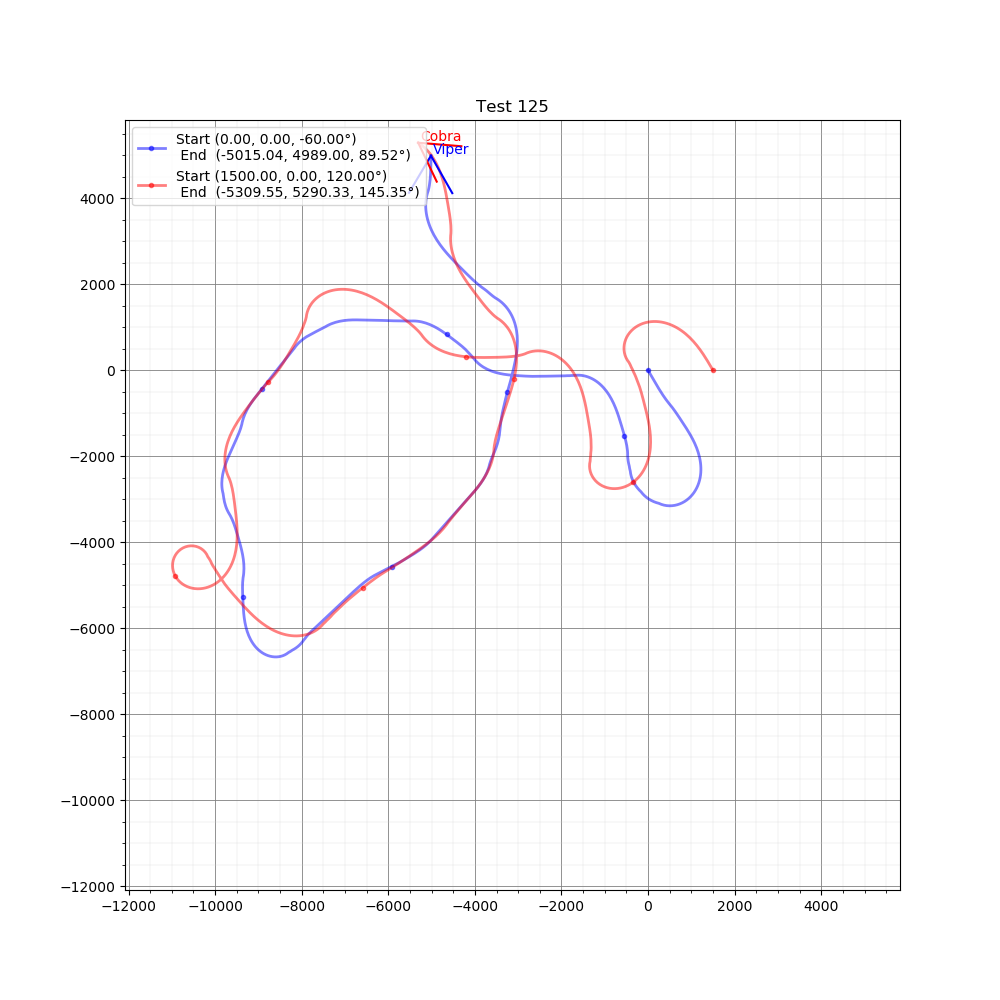 Test 125
Start (0.00, 0.00, -60.00°)
End (-5015.04, 4989.00, 89.52°)
Start (1500.00, 0.00, 120.00°)
End (-5309.55, 5290.33, 145.35°)
Cobra
Viper
4000
2000
0
−2000
−4000
−6000
−8000
−10000
−12000
−12000 −10000 −8000 −6000 −4000 −2000 0 2000 4000